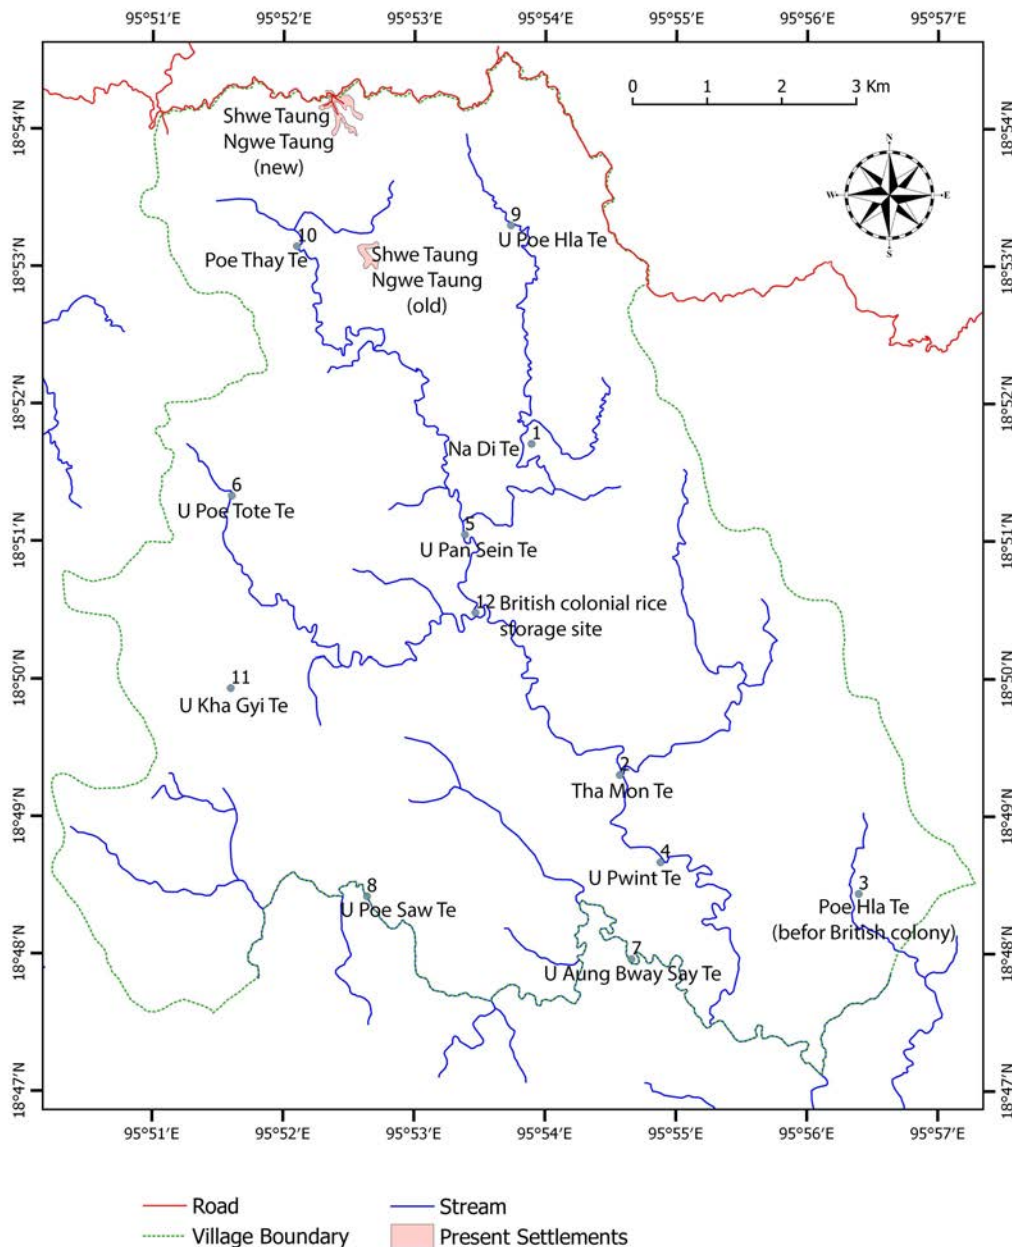 95°51'E 95°52'E 95°53'E 95°54'E 95°55'E 95°56'E 95°57'E
0 1 2 3 Km
18°54'N
18°54'N
Shwe Taung
Ngwe Taung
(new)
N
W E
S
9
U Poe Hla Te
10
Poe Thay Te
Shwe Taung
Ngwe Taung
(old)
18°53'N
18°53'N
18°52'N
18°52'N
1
Na Di Te
6
U Poe Tote Te
5
U Pan Sein Te
18°51'N
18°51'N
12 British colonial rice
storage site
11
U Kha Gyi Te
18°50'N
18°50'N
2
Tha Mon Te
18°49'N
18°49'N
4
U Pwint Te
3
Poe Hla Te
(befor British colony)
8
U Poe Saw Te
7
U Aung Bway Say Te
18°48'N
18°48'N
18°47'N
18°47'N
95°51'E 95°52'E 95°53'E 95°54'E 95°55'E 95°56'E 95°57'E
Road
Stream
Village Boundary
Present Settlements